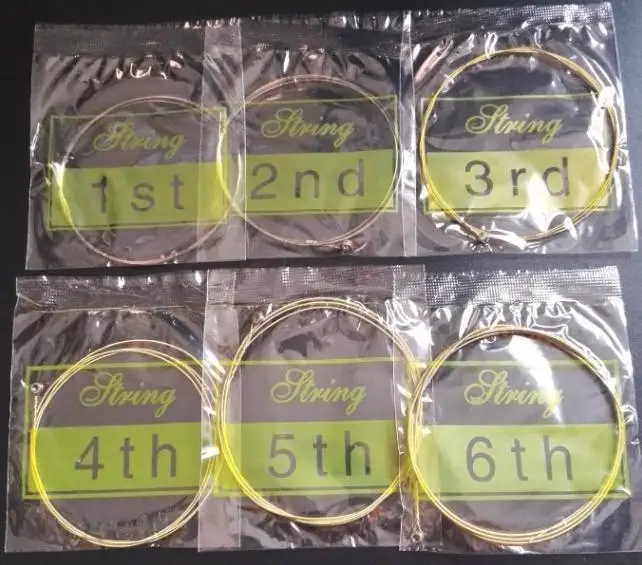 String
1st
String
2nd
String
3rd
String
4th
String
5th
String
6th